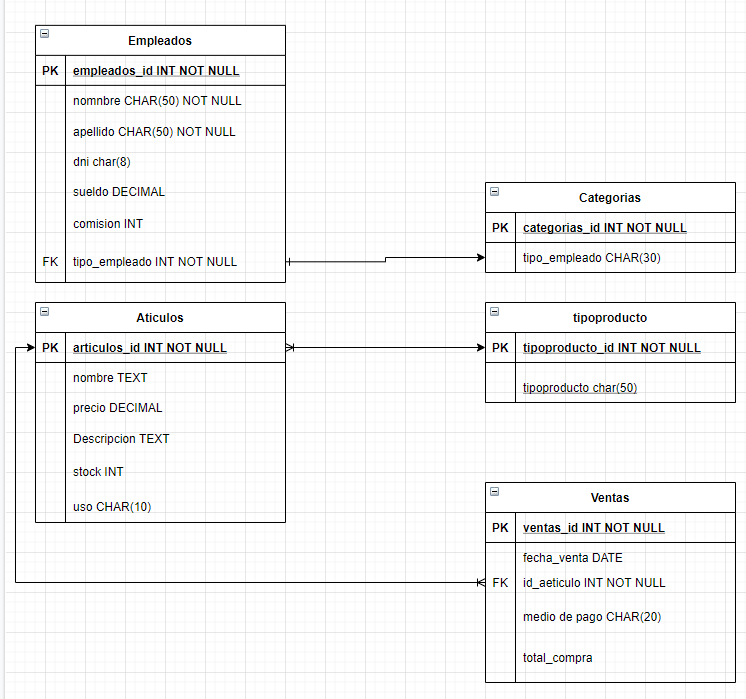 Empleados
PK empleados_id INT NOT NULL
nomnbre CHAR(50) NOT NULL
apellido CHAR(50) NOT NULL
dni char(8)
sueldo DECIMAL
comision INT
FK tipo_empleado INT NOT NULL
Categorias
PK categorias_id INT NOT NULL
tipo_empleado CHAR(30)
Aticulos
PK articulos_id INT NOT NULL
nombre TEXT
precio DECIMAL
Descripcion TEXT
stock INT
uso CHAR(10)
tipoproducto
PK tipoproducto_id INT NOT NULL
tipoproducto char(50)
Ventas
PK ventas_id INT NOT NULL
fecha_venta DATE
FK id_aeticulo INT NOT NULL
medio de pago CHAR(20)
total_compra